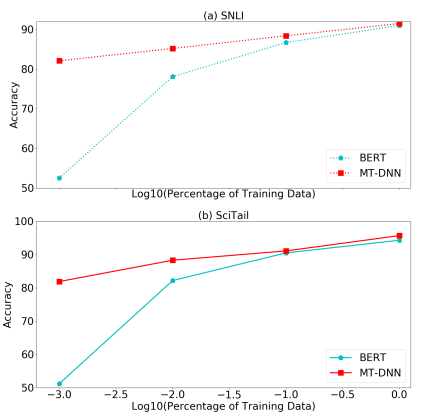 (a) SNLI
90
80
70
60
50
Accuracy
BERT
MT-DNN
Log10(Percentage of Training Data)
(b) SciTail
100
90
80
70
60
50
Accuracy
BERT
MT-DNN
−3.0 −2.5 −2.0 −1.5 −1.0 −0.5 0.0
Log10(Percentage of Training Data)